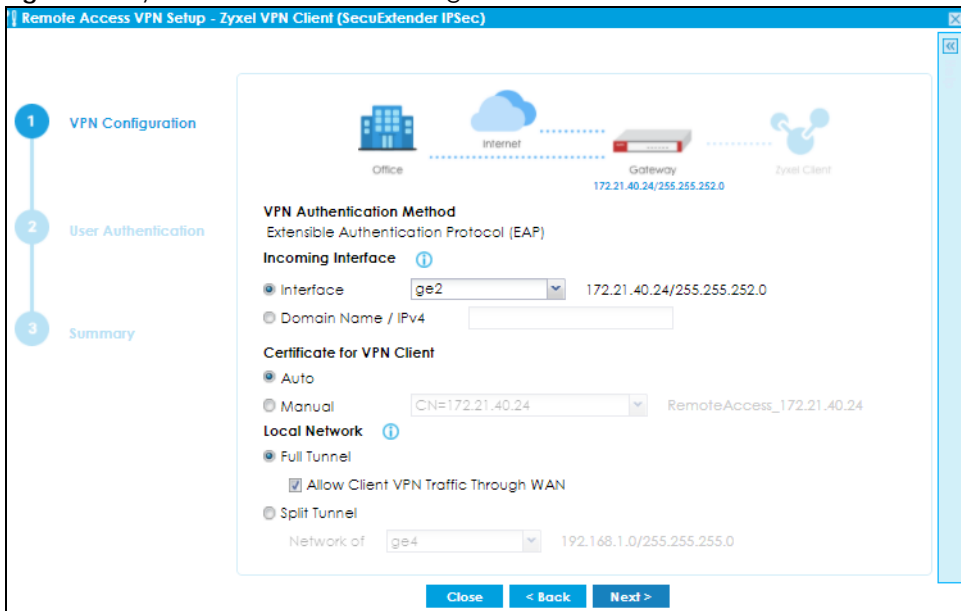 Remote Access VPN Setup - Zyxel VPN Client (SecuExtender IPSec)
1 VPN Configuration
2 User Authentication
3 Summary
Internet
Office
Gateway
Zyxel Client
172.21.40.24/255.255.252.0
VPN Authentication Method
Extensible Authentication Protocol (EAP)
Incoming Interface
Interface ge2 172.21.40.24/255.255.252.0
Domain Name / IPv4
Certificate for VPN Client
Auto
Manual CN=172.21.40.24 RemoteAccess_172.21.40.24
Local Network
Full Tunnel
Allow Client VPN Traffic Through WAN
Split Tunnel
Network of ge4 192.168.1.0/255.255.255.0
Close < Back Next >